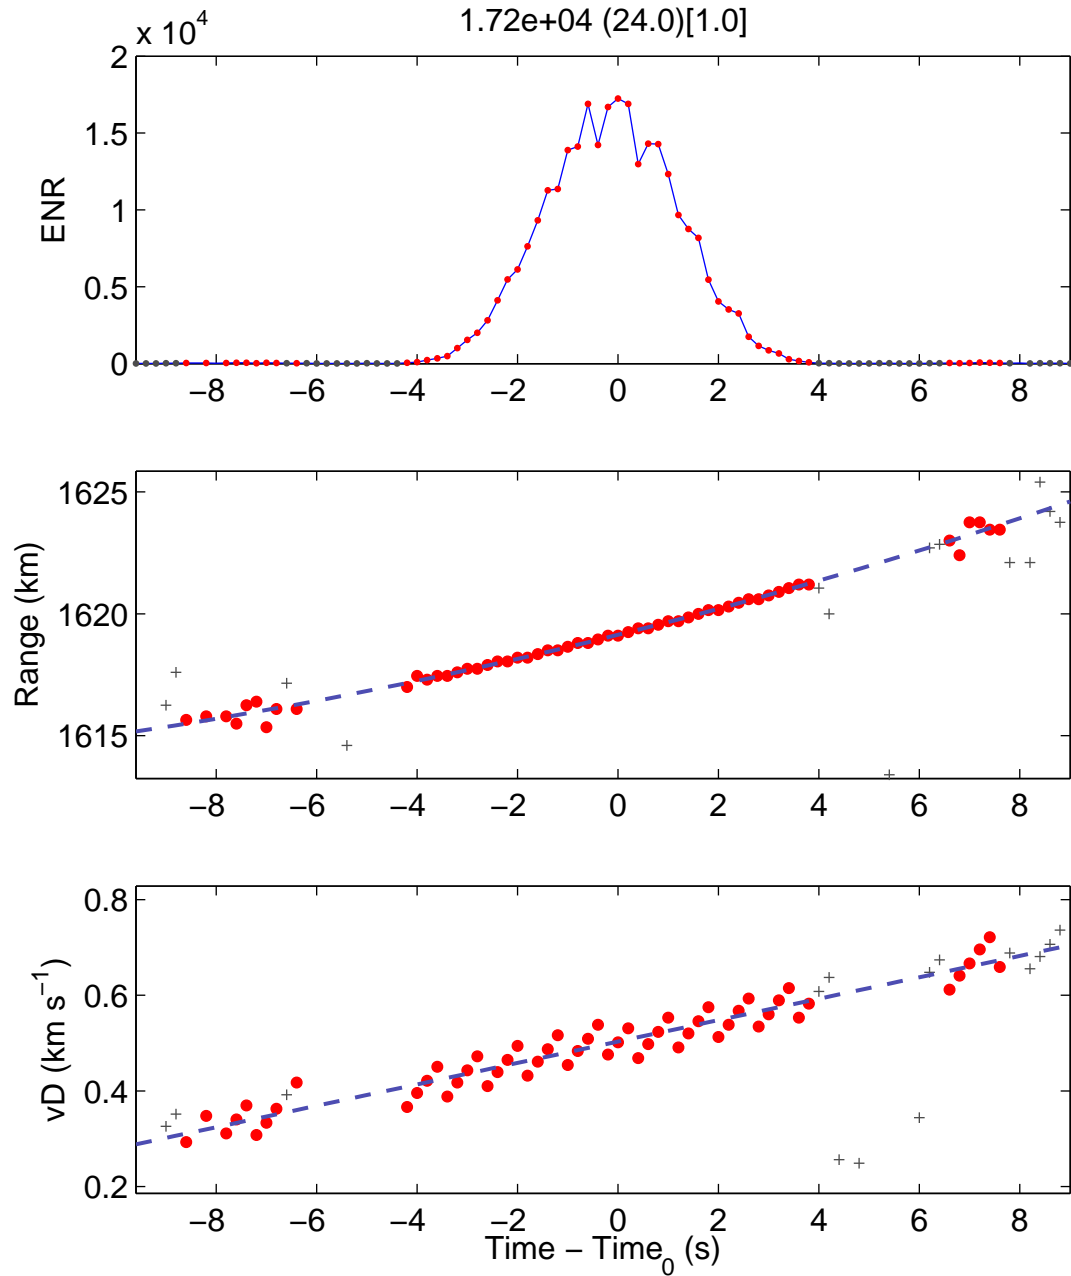 1.72e+04 (24.0)[1.0]
x 10^4
2
1.5
1
0.5
0
ENR
−8 −6 −4 −2 0 2 4 6 8
1625
1620
1615
Range (km)
−8 −6 −4 −2 0 2 4 6 8
0.8
0.6
0.4
0.2
vD (km s^−1)
−8 −6 −4 −2 0 2 4 6 8
Time − Time_0 (s)